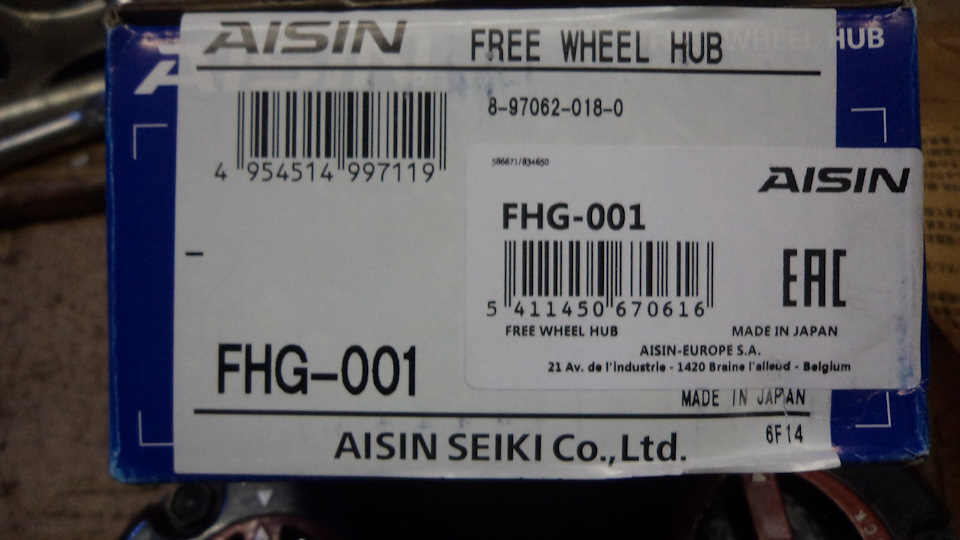 AISIN FREE WHEEL HUB
WHEEL HUB
8-97062-018-0
4 954514 997119
586671/834650
AISIN
FHG-001
5 411450 670616
EAC
FREE WHEEL HUB MADE IN JAPAN
AISIN-EUROPE S.A.
21 Av. de l'Industrie - 1420 Braine l'alleud - Belgium
FHG-001
MADE IN JAPAN
6F14
AISIN SEIKI Co.,Ltd.